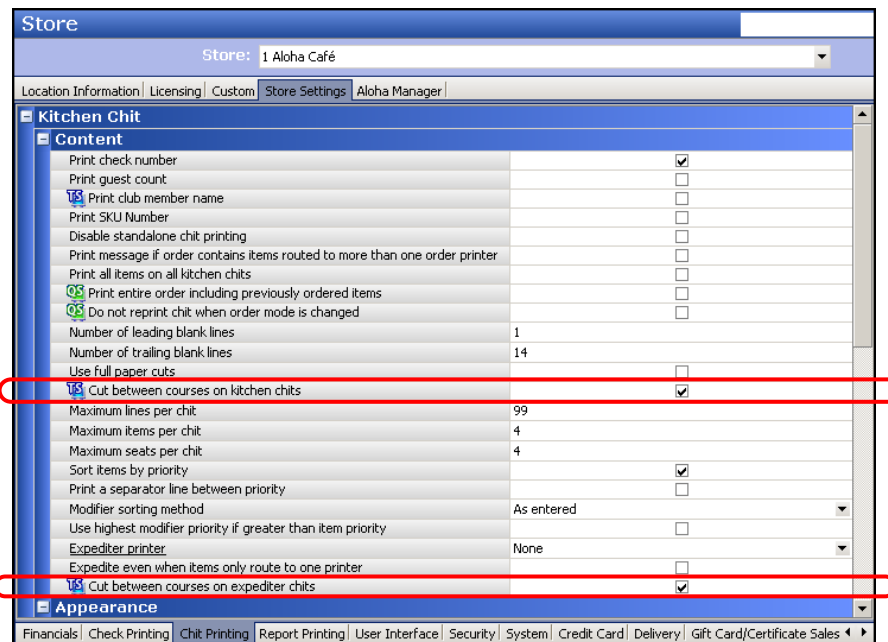 Store
Store: 1 Aloha Café
Location Information Licensing Custom Store Settings Aloha Manager
Kitchen Chit
Content
Print check number
Print guest count
TS Print club member name
Print SKU Number
Disable standalone chit printing
Print message if order contains items routed to more than one order printer
Print all items on all kitchen chits
QS Print entire order including previously ordered items
QS Do not reprint chit when order mode is changed
Number of leading blank lines 1
Number of trailing blank lines 14
Use full paper cuts
TS Cut between courses on kitchen chits
Maximum lines per chit 99
Maximum items per chit 4
Maximum seats per chit 4
Sort items by priority
Print a separator line between priority
Modifier sorting method As entered
Use highest modifier priority if greater than item priority
Expediter printer None
Expedite even when items only route to one printer
TS Cut between courses on expediter chits
Appearance
Financials Check Printing Chit Printing Report Printing User Interface Security System Credit Card Delivery Gift Card/Certificate Sales